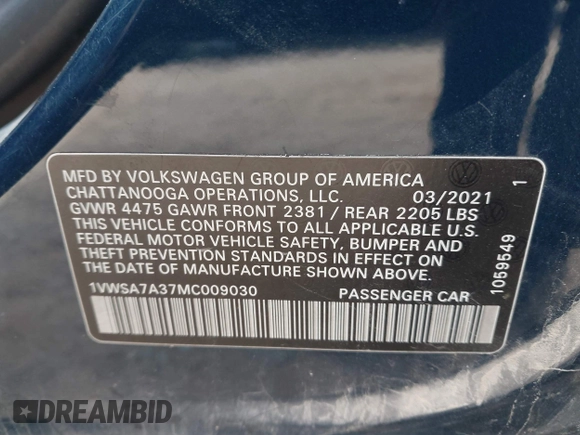 MFD BY VOLKSWAGEN GROUP OF AMERICA
CHATTANOOGA OPERATIONS, LLC. 03/2021
GVWR 4475 GAWR FRONT 2381 / REAR 2205 LBS
THIS VEHICLE CONFORMS TO ALL APPLICABLE U.S.
FEDERAL MOTOR VEHICLE SAFETY, BUMPER AND
THEFT PREVENTION STANDARDS IN EFFECT ON
THE DATE OF MANUFACTURE SHOWN ABOVE.
1VWSA7A37MC009030 PASSENGER CAR
1059549 1
DREAMBID